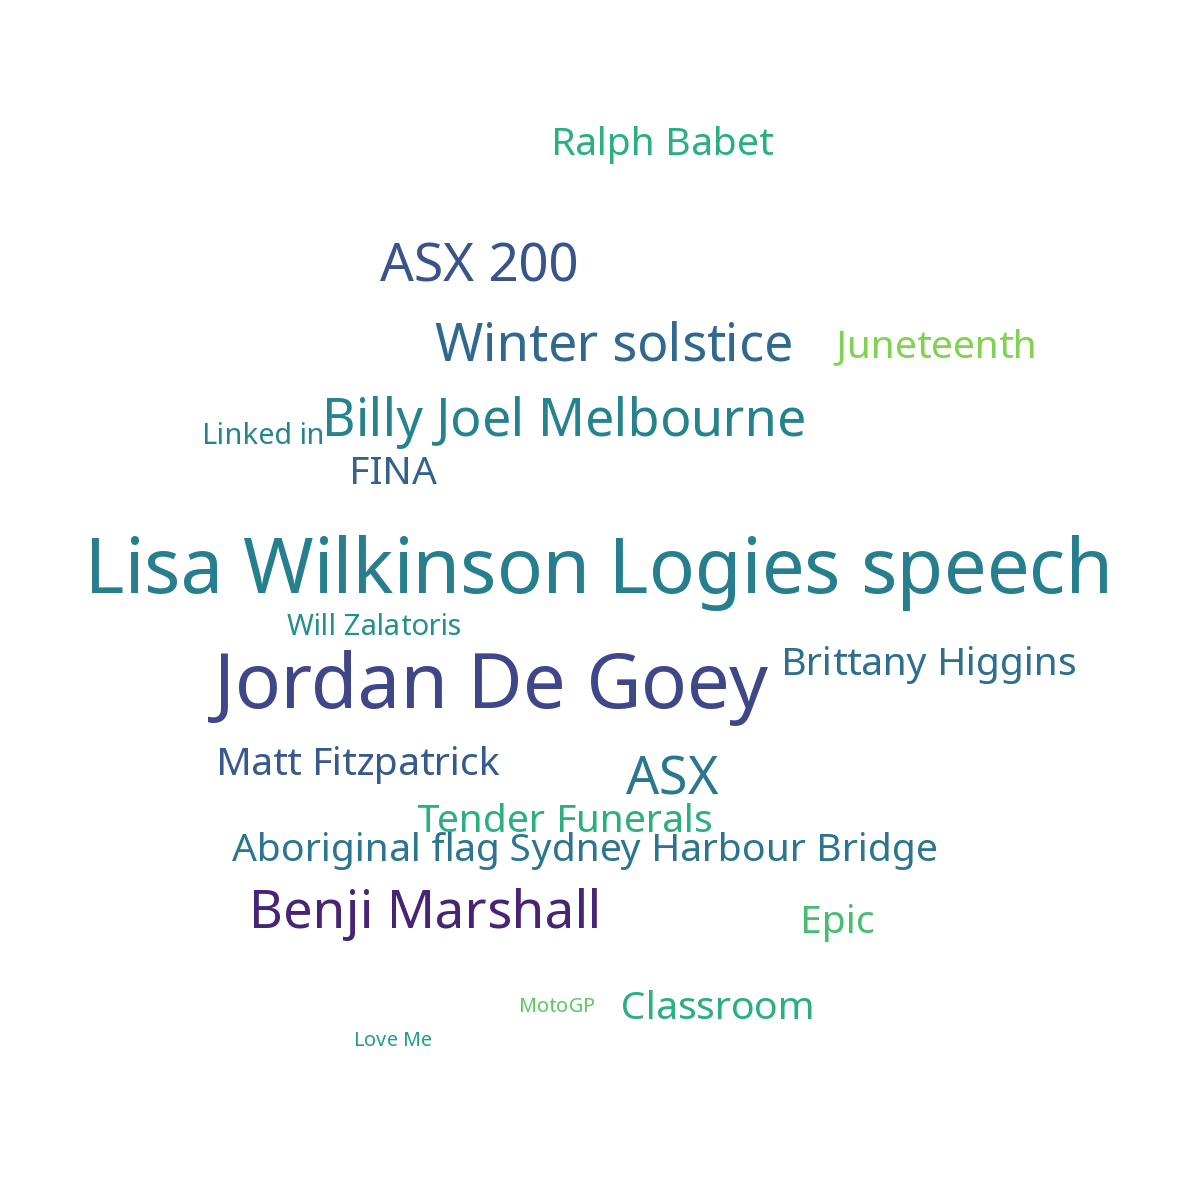 Ralph Babet
ASX 200
Winter solstice
Juneteenth
Billy Joel Melbourne
Linked in
FINA
Lisa Wilkinson Logies speech
Will Zalatoris
Jordan De Goey
Brittany Higgins
Matt Fitzpatrick
ASX
Tender Funerals
Aboriginal flag Sydney Harbour Bridge
Benji Marshall
Epic
MotoGP
Classroom
Love Me